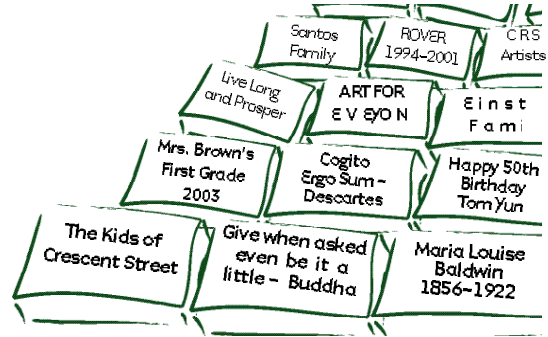 Santos
Family
ROVER
1994-2001
CRS
Artists
Live Long
and Prosper
ART FOR
EVEYON
Einst
Fami
Mrs. Brown's
First Grade
2003
Cogito
Ergo Sum -
Descartes
Happy 50th
Birthday
Tom Yun
The Kids of
Crescent Street
Give when asked
even be it a
little - Buddha
Maria Louise
Baldwin
1856-1922